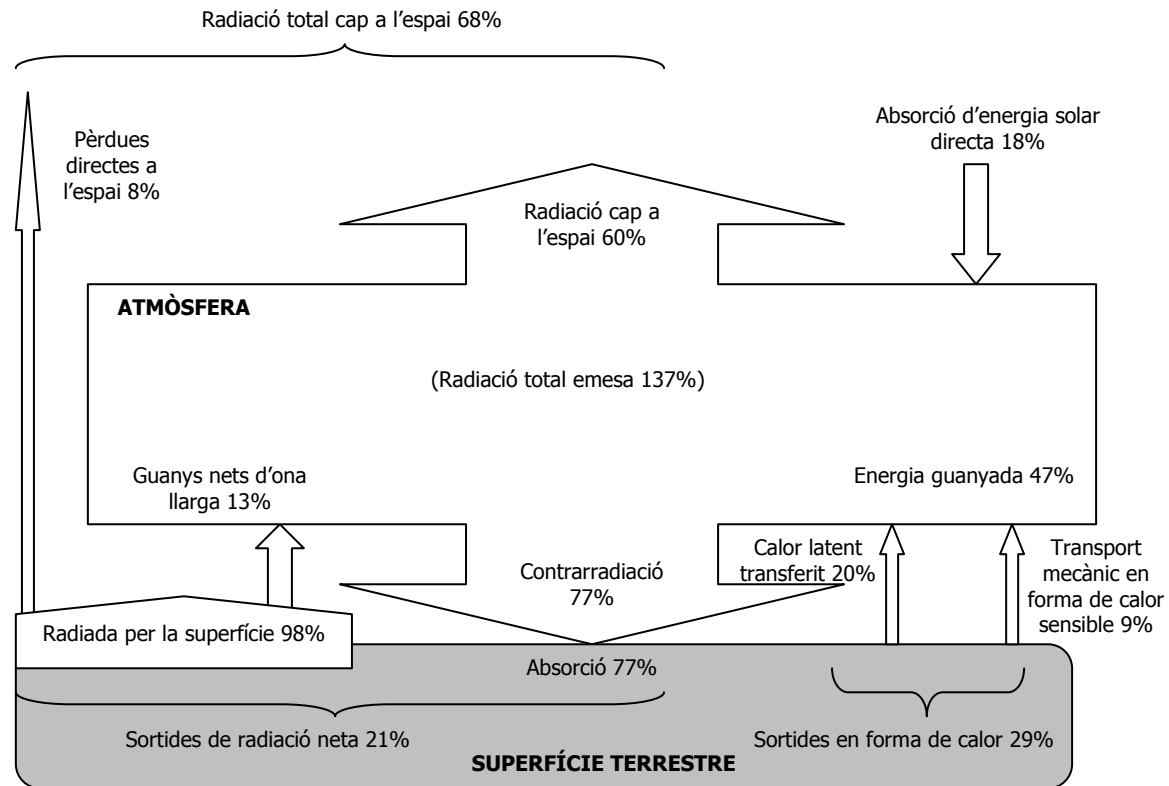 Radiació total cap a l'espai 68%
Pèrdues
directes a
l'espai 8%
Absorció d'energia solar
directa 18%
Radiació cap a
l'espai 60%
ATMÒSFERA
(Radiació total emesa 137%)
Guanys nets d'ona
llarga 13%
Energia guanyada 47%
Contrarradiació
77%
Calor latent
transferit 20%
Transport
mecànic en
forma de calor
sensible 9%
Radiada per la superfície 98%
Absorció 77%
Sortides de radiació neta 21%
Sortides en forma de calor 29%
SUPERFÍCIE TERRESTRE